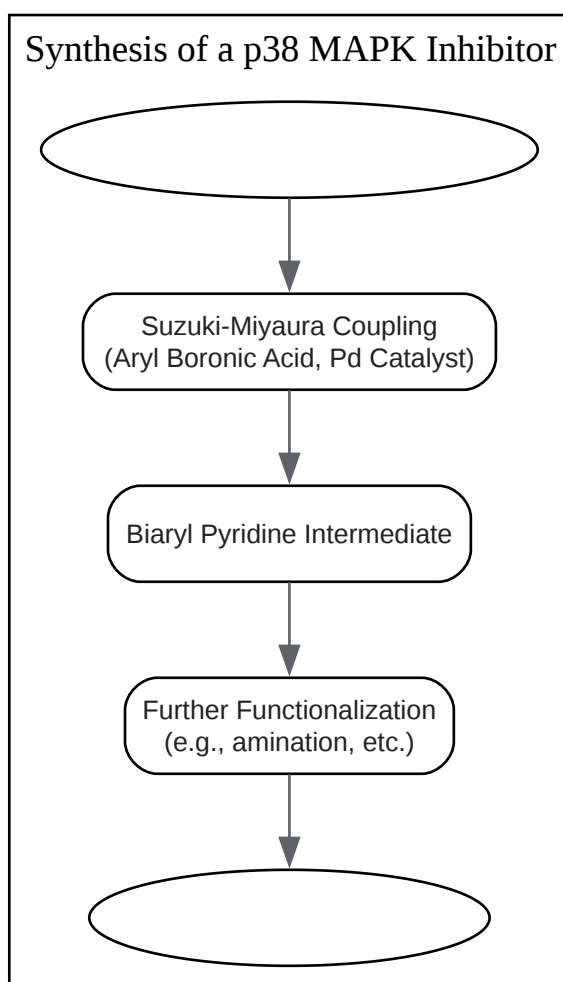 Synthesis of a p38 MAPK Inhibitor
Suzuki-Miyaura Coupling
(Aryl Boronic Acid, Pd Catalyst)
Biaryl Pyridine Intermediate
Further Functionalization
(e.g., amination, etc.)